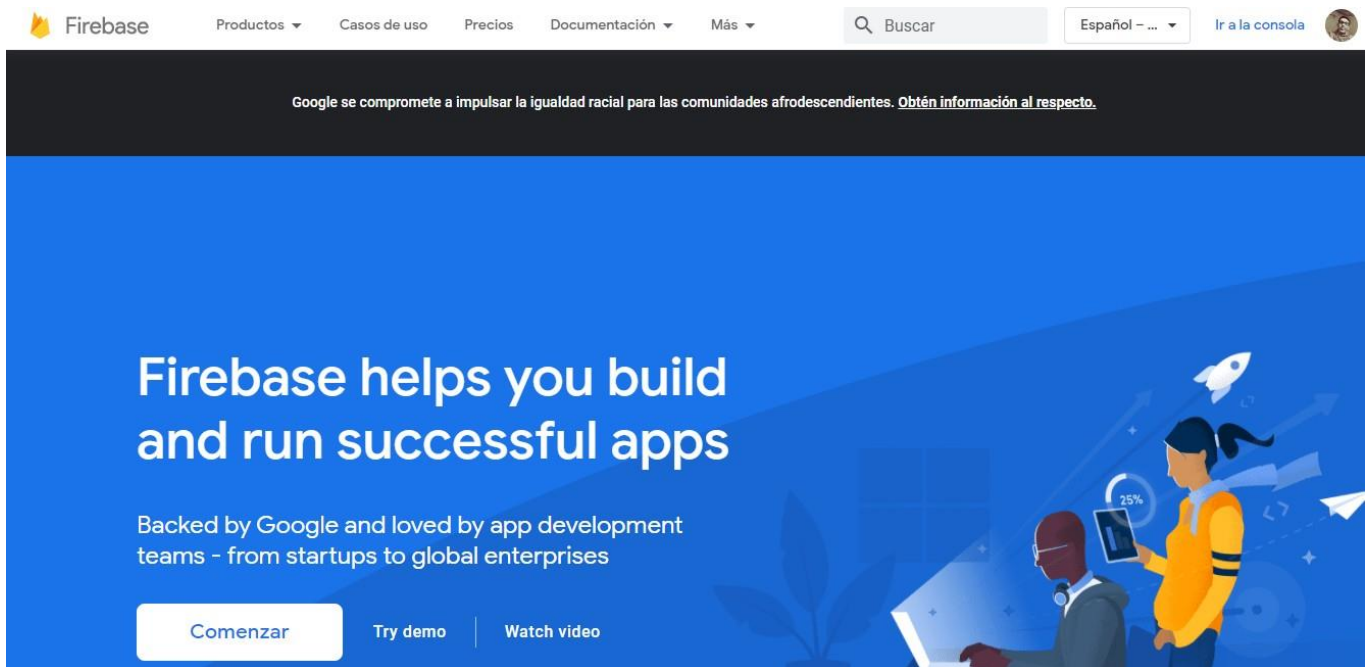 Firebase Productos Casos de uso Precios Documentación Más Buscar Español – ... Ir a la consola
Google se compromete a impulsar la igualdad racial para las comunidades afrodescendientes. Obtén información al respecto.
Firebase helps you build
and run successful apps
25%
Backed by Google and loved by app development
teams - from startups to global enterprises
Comenzar Try demo Watch video